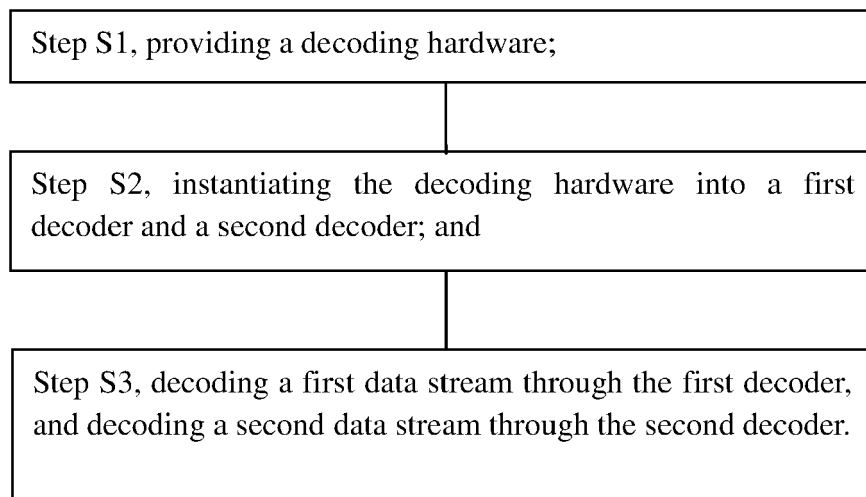 Step S1, providing a decoding hardware;
Step S2, instantiating the decoding hardware into a first
decoder and a second decoder; and
Step S3, decoding a first data stream through the first decoder,
and decoding a second data stream through the second decoder.